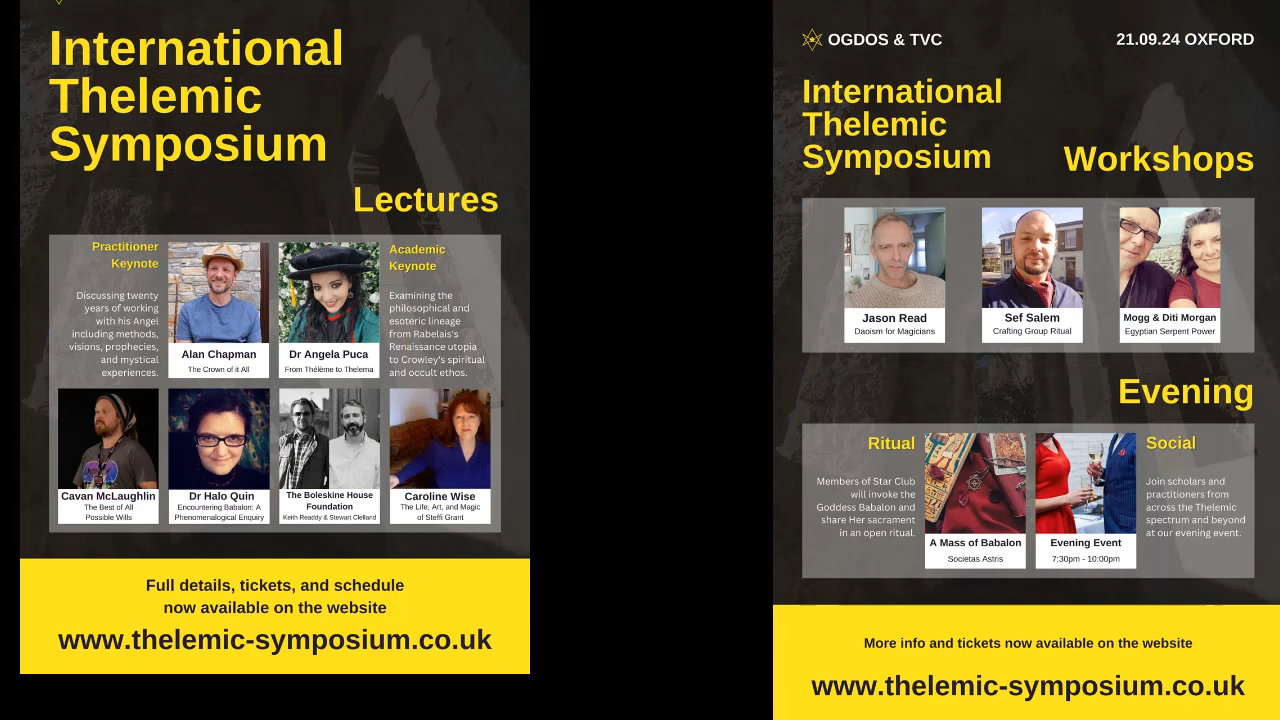 International
Thelemic
Symposium
Lectures
Practitioner
Keynote
Discussing twenty
years of working
with his Angel
including methods,
visions, prophecies,
and mystical
experiences.
Alan Chapman
The Crown of it All
Dr Angela Puca
From Thélème to Thelema
Academic
Keynote
Examining the
philosophical and
esoteric lineage
from Rabelais's
Renaissance utopia
to Crowley's spiritual
and occult ethos.
Cavan McLaughlin
The Best of All
Possible Wills
Dr Halo Quin
Encountering Babalon: A
Phenomenalogical Enquiry
The Boleskine House
Foundation
Keith Readdy & Stewart Clelland
Caroline Wise
The Life, Art, and Magic
of Steffi Grant
Full details, tickets, and schedule
now available on the website
www.thelemic-symposium.co.uk
OGDOS & TVC
21.09.24 OXFORD
International
Thelemic
Symposium
Workshops
Jason Read
Daoism for Magicians
Sef Salem
Crafting Group Ritual
Mogg & Diti Morgan
Egyptian Serpent Power
Evening
Ritual
Members of Star Club
will invoke the
Goddess Babalon and
share Her sacrament
in an open ritual.
A Mass of Babalon
Societas Astris
Evening Event
7:30pm - 10:00pm
Social
Join scholars and
practitioners from
across the Thelemic
spectrum and beyond
at our evening event.
More info and tickets now available on the website
www.thelemic-symposium.co.uk